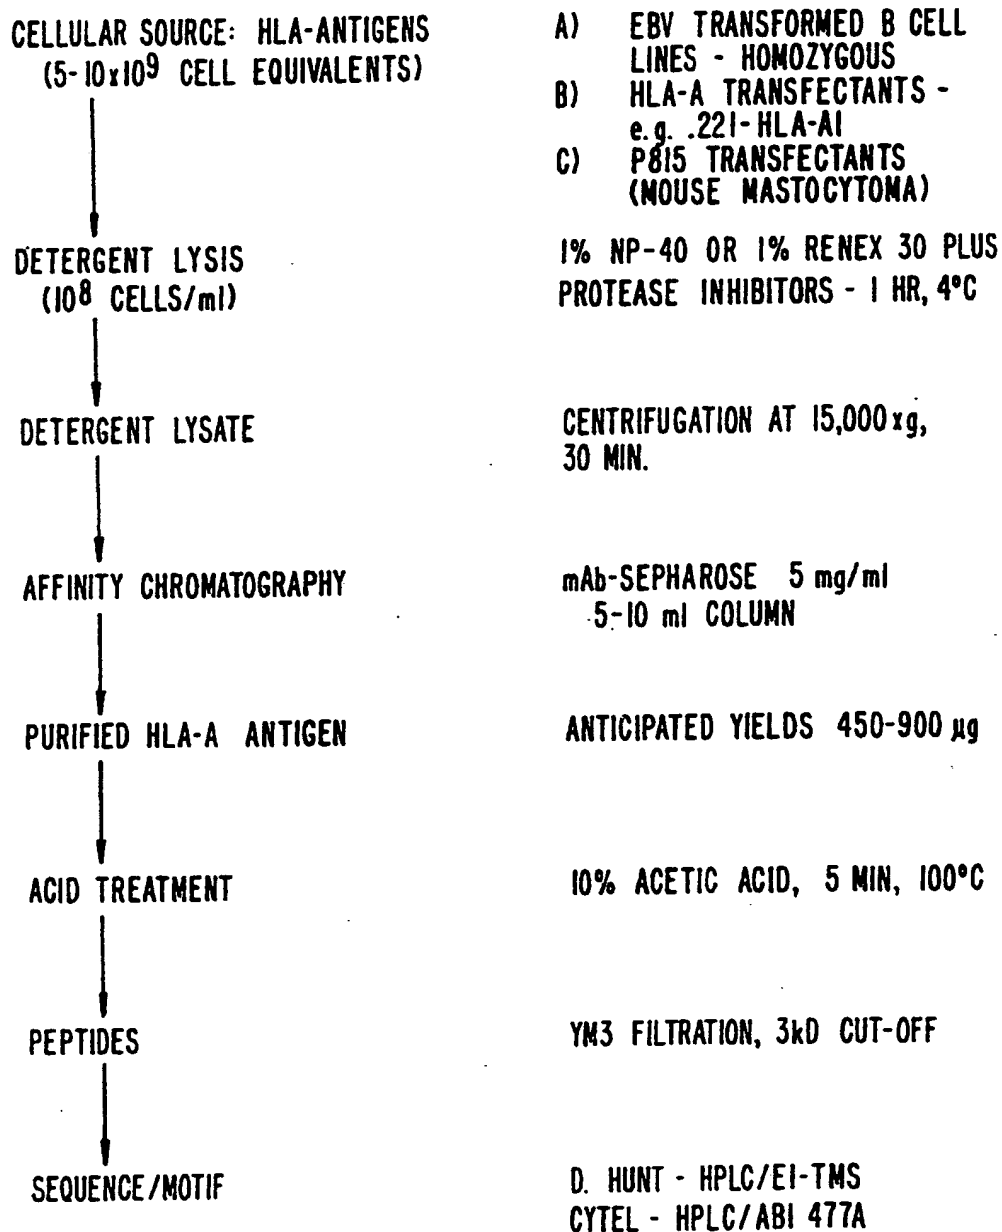 CELLULAR SOURCE: HLA-ANTIGENS
(5-10x10⁹ CELL EQUIVALENTS)
A) EBV TRANSFORMED B CELL
LINES - HOMOZYGOUS
B) HLA-A TRANSFECTANTS -
e.g. .221-HLA-A1
C) P815 TRANSFECTANTS
(MOUSE MASTOCYTOMA)
DETERGENT LYSIS
(10⁸ CELLS/ml)
1% NP-40 OR 1% RENEX 30 PLUS
PROTEASE INHIBITORS - 1 HR, 4°C
DETERGENT LYSATE
CENTRIFUGATION AT 15,000xg,
30 MIN.
AFFINITY CHROMATOGRAPHY
mAb-SEPHAROSE 5 mg/ml
5-10 ml COLUMN
PURIFIED HLA-A ANTIGEN
ANTICIPATED YIELDS 450-900 µg
ACID TREATMENT
10% ACETIC ACID, 5 MIN, 100°C
PEPTIDES
YM3 FILTRATION, 3kD CUT-OFF
SEQUENCE/MOTIF
D. HUNT - HPLC/EI-TMS
CYTEL - HPLC/ABI 477A